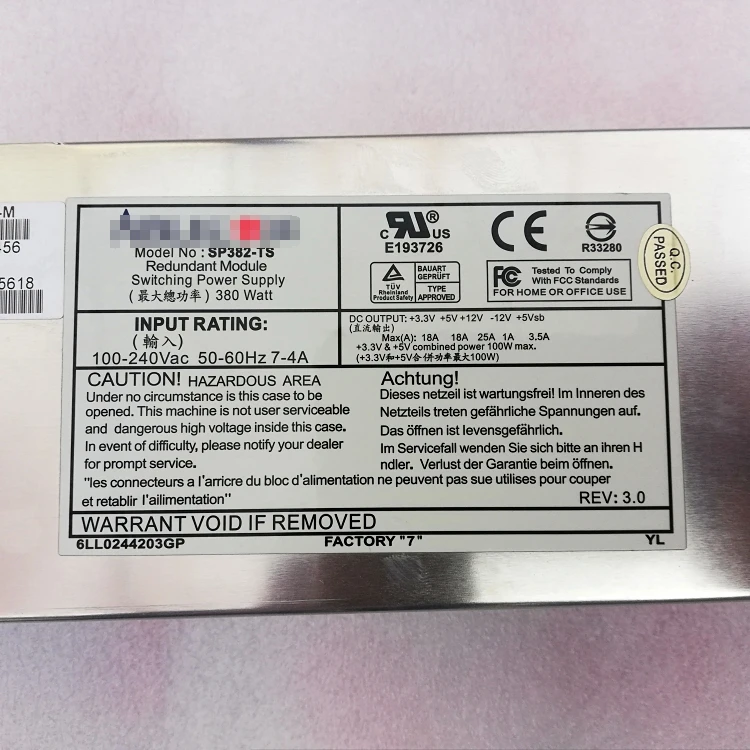 -M
456
5618
Model No : SP382-TS
Redundant Module
Switching Power Supply
(最大總功率) 380 Watt
INPUT RATING:
(輸入)
100-240Vac 50-60Hz 7-4A
C UL US
®
E193726
CE
R33280
TÜV
Rheinland
Product Safety
BAUART
GEPRÜFT
TYPE
APPROVED
FC Tested To Comply
With FCC Standards
FOR HOME OR OFFICE USE
Q.C.
PASSED
DC OUTPUT: +3.3V +5V +12V -12V +5Vsb
(直流輸出)
Max(A): 18A 18A 25A 1A 3.5A
+3.3V & +5V combined power 100W max.
(+3.3V和+5V合併功率最大100W)
CAUTION! HAZARDOUS AREA
Under no circumstance is this case to be
opened. This machine is not user serviceable
and dangerous high voltage inside this case.
In event of difficulty, please notify your dealer
for prompt service.
Achtung!
Dieses netzeil ist wartungsfrei! Im Inneren des
Netzteils treten gefährliche Spannungen auf.
Das öffnen ist levensgefährlich.
Im Servicefall wenden Sie sich bitte an ihren H
ndler. Verlust der Garantie beim öffnen.
"les connecteurs a l'arricre du bloc d'alimentation ne peuvent pas sue utilises pour couper
et retablir l'ailimentation"
REV: 3.0
WARRANT VOID IF REMOVED
6LL0244203GP FACTORY "7" YL